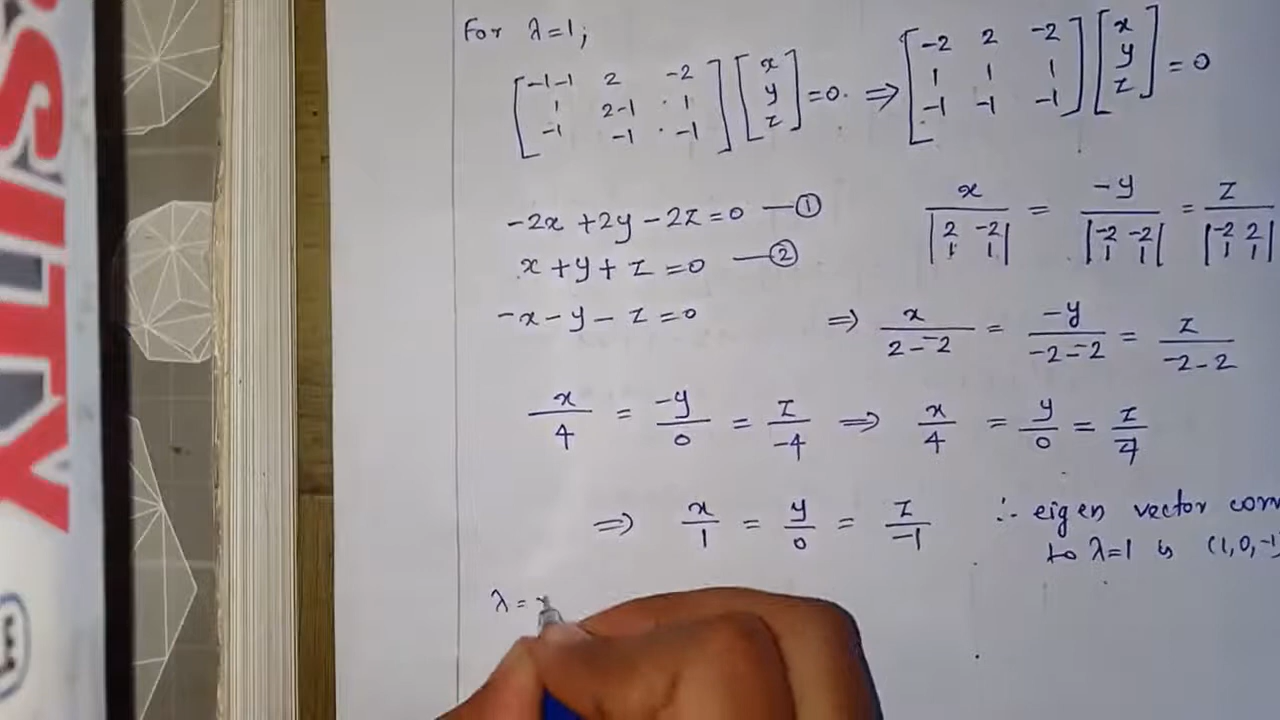 For λ=1;
[-1-1 2 -2; 1 2-1 1; -1 -1 -1] [x; y; z] =0. ⇒ [-2 2 -2; 1 1 1; -1 -1 -1] [x; y; z] = 0
-2x +2y -2z =0 —①
x + y + z =0 —②
-x - y - z =0
x/|2 -2; 1 1| = -y/|-2 -2; 1 1| = z/|-2 2; 1 1|
⇒ x/(2--2) = -y/(-2--2) = z/(-2-2)
x/4 = -y/0 = z/-4 ⇒ x/4 = y/0 = z/-4
⇒ x/1 = y/0 = z/-1
∴ eigen vector corr
to λ=1 is (1,0,-1)
λ =
SITY